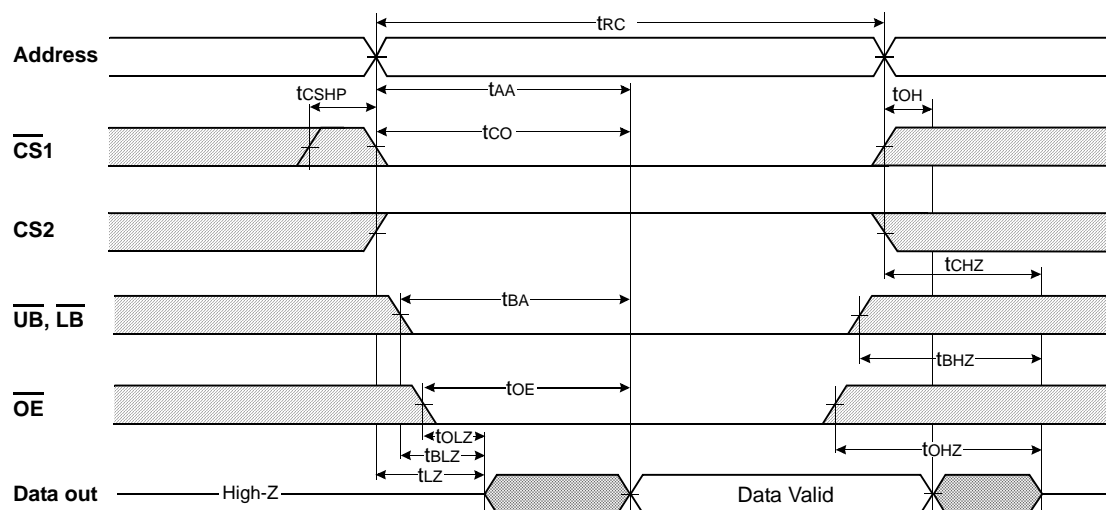 tRC
Address
tCSHP
tAA
tOH
tCO
CS1
CS2
tCHZ
tBA
UB, LB
tBHZ
tOE
OE
tOLZ
tBLZ
tOHZ
tLZ
Data out
High-Z
Data Valid